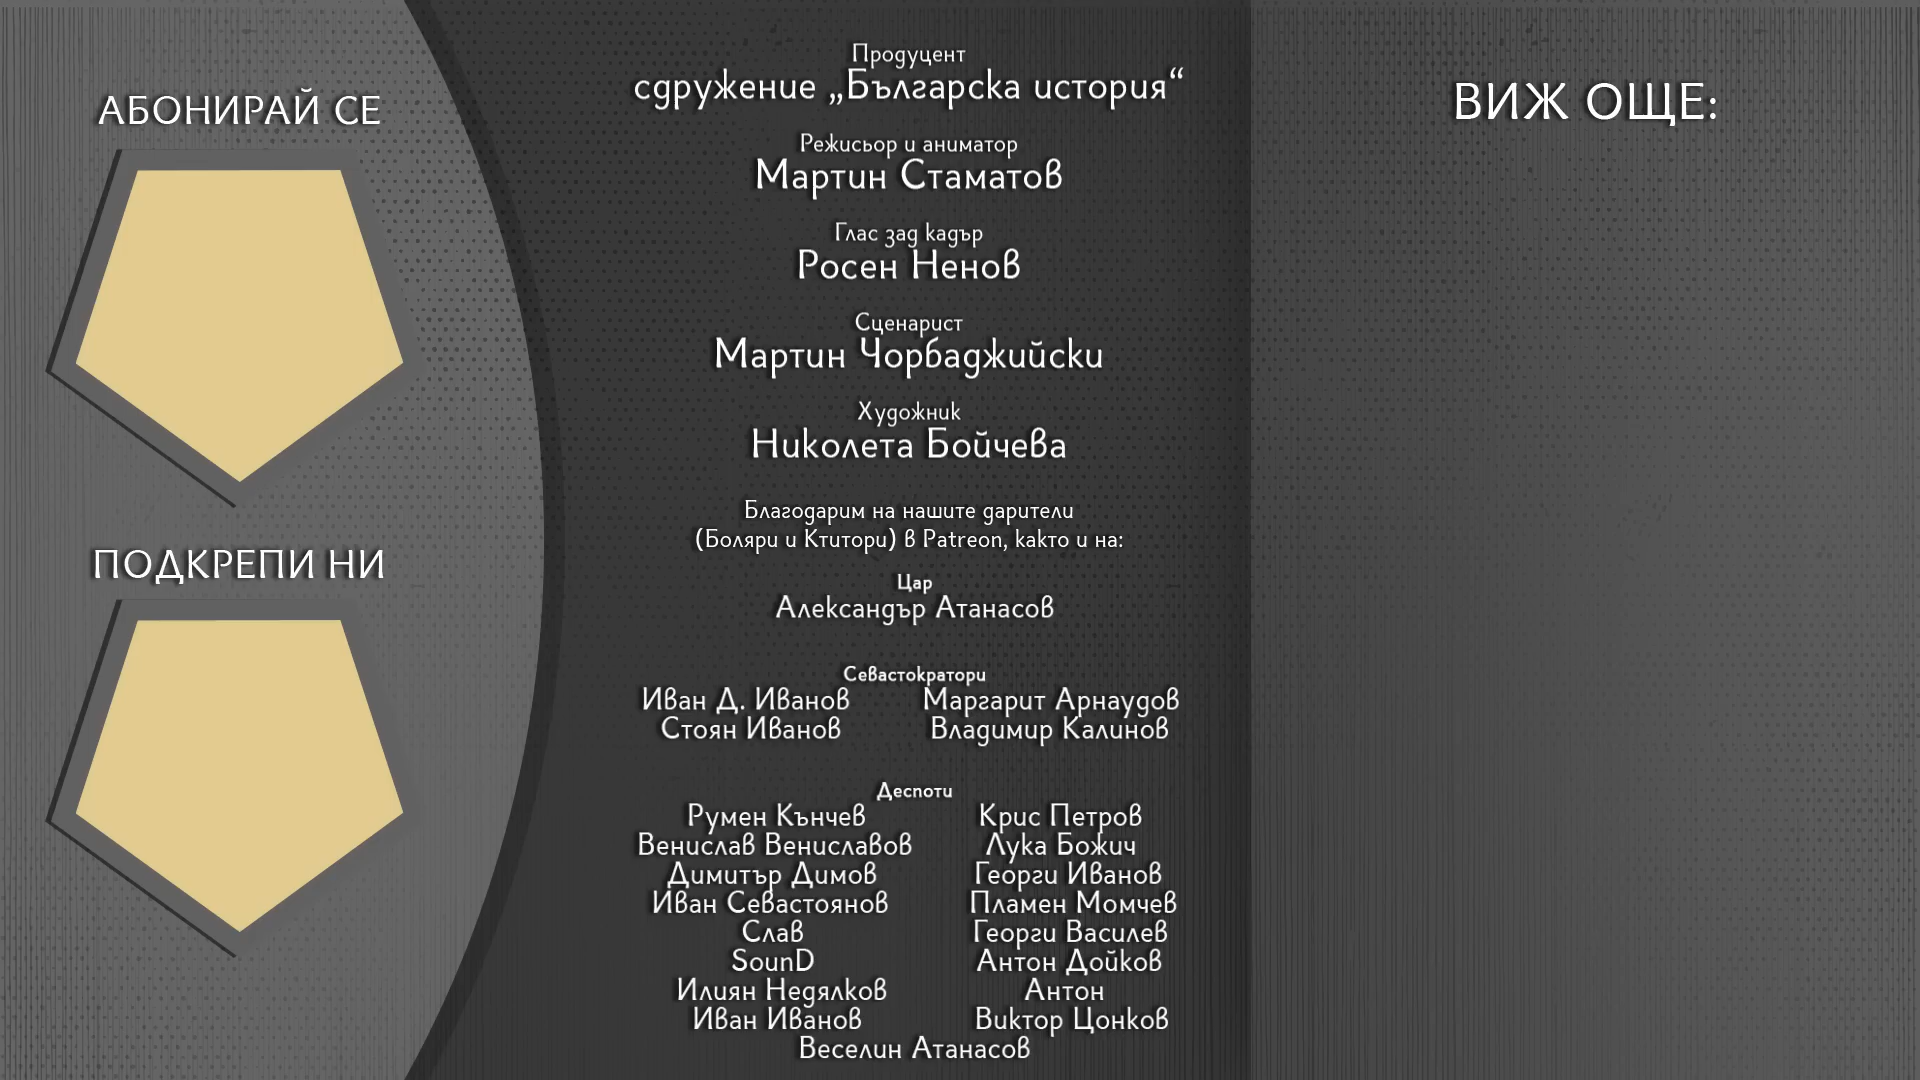 АБОНИРАЙ СЕ
ПОДКРЕПИ НИ
Продуцент
сдружение „Българска история“
Режисьор и аниматор
Мартин Стаматов
Глас зад кадър
Росен Ненов
Сценарист
Мартин Чорбаджийски
Художник
Николета Бойчева
Благодарим на нашите дарители
(Боляри и Ктитори) в Patreon, както и на:
Цар
Александър Атанасов
Севастократори
Иван Д. Иванов Маргарит Арнаудов
Стоян Иванов Владимир Калинов
Деспоти
Румен Кънчев Крис Петров
Венислав Вениславов Лука Божич
Димитър Димов Георги Иванов
Иван Севастоянов Пламен Момчев
Слав Георги Василев
SounD Антон Дойков
Илиян Недялков Антон
Иван Иванов Виктор Цонков
Веселин Атанасов
ВИЖ ОЩЕ: